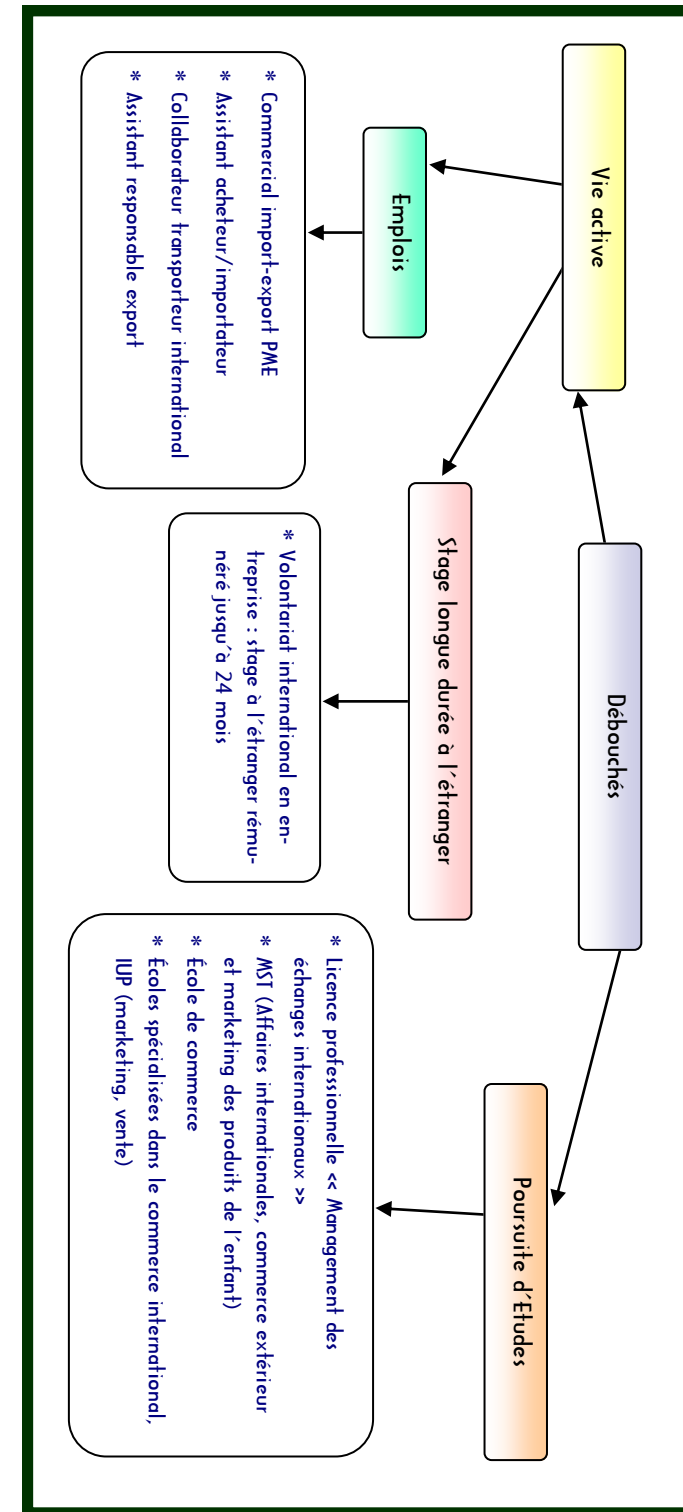 Débouchés
Vie active
Emplois
* Commercial import-export PME
* Assistant acheteur/importateur
* Collaborateur transporteur international
* Assistant responsable export
Stage longue durée à l´étranger
* Volontariat international en en-
treprise : stage à l´étranger rému-
néré jusqu´à 24 mois
Poursuite d´Etudes
* Licence professionnelle << Management des
échanges internationaux >>
* MST (Affaires internationales, commerce extérieur
et marketing des produits de l´enfant)
* École de commerce
* Écoles spécialisées dans le commerce international,
IUP (marketing, vente)